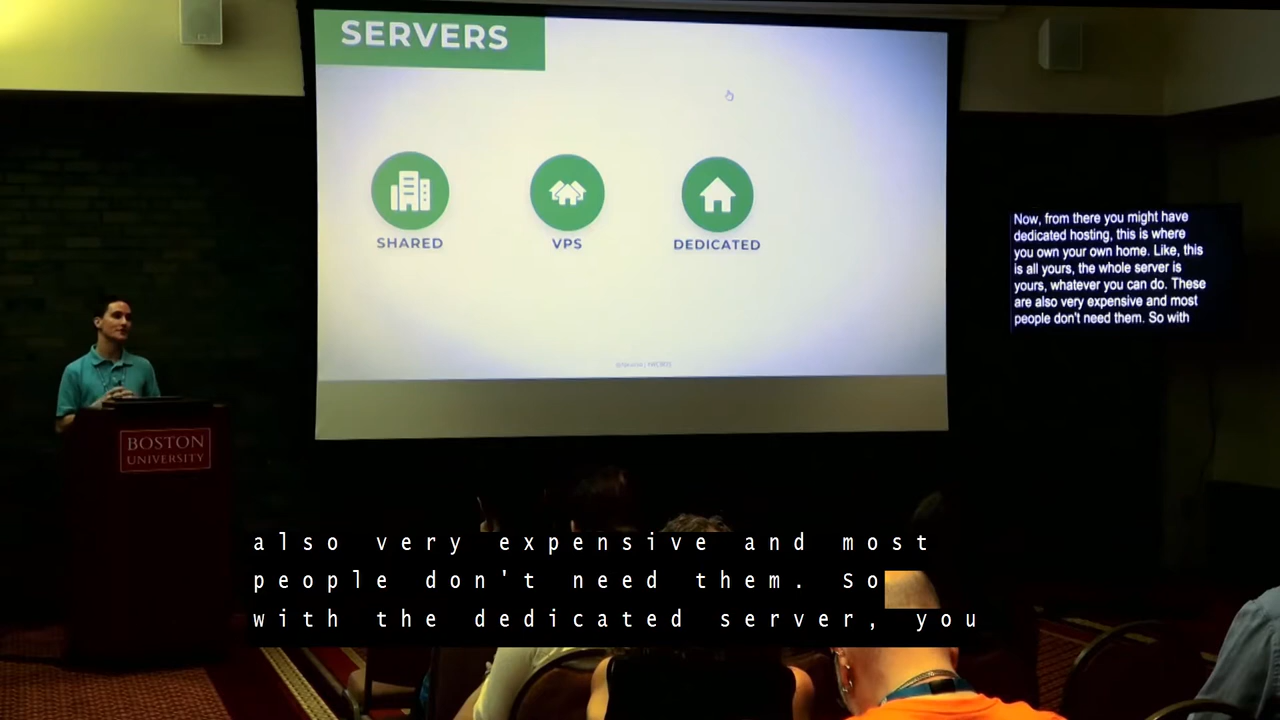 SERVERS
SHARED
VPS
DEDICATED
Now, from there you might have
dedicated hosting, this is where
you own your own home. Like, this
is all yours, the whole server is
yours, whatever you can do. These
are also very expensive and most
people don't need them. So with
BOSTON
UNIVERSITY
also very expensive and most
people don't need them. So
with the dedicated server, you